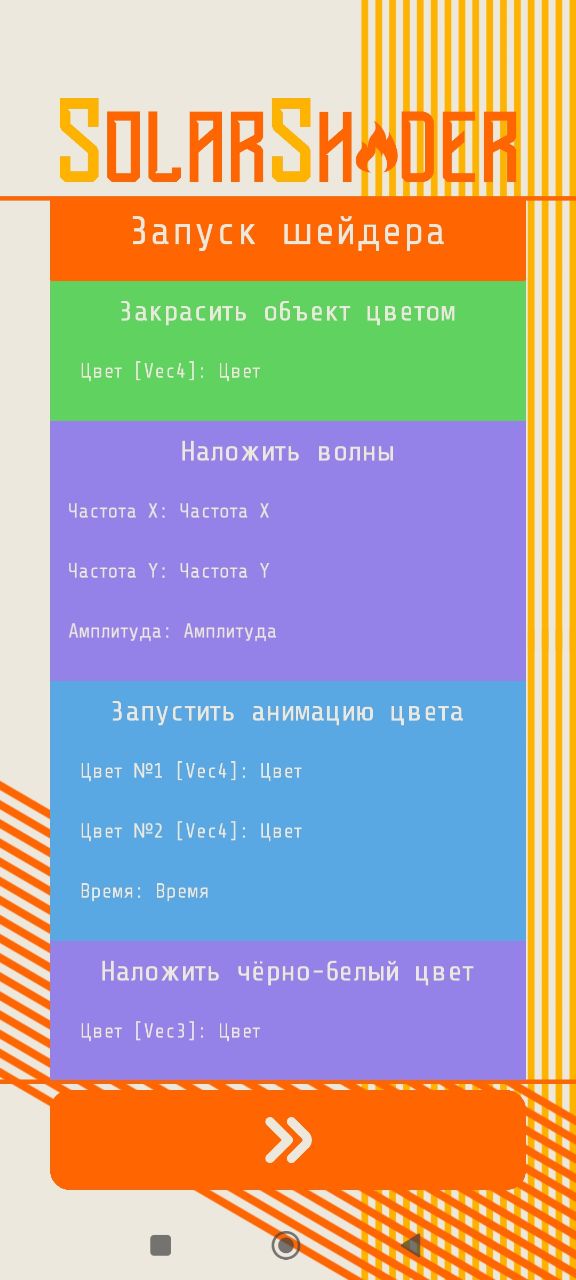 SOLARSHADER
Запуск шейдера
Закрасить объект цветом
Цвет [Vec4]: Цвет
Наложить волны
Частота X: Частота X
Частота Y: Частота Y
Амплитуда: Амплитуда
Запустить анимацию цвета
Цвет №1 [Vec4]: Цвет
Цвет №2 [Vec4]: Цвет
Время: Время
Наложить чёрно-белый цвет
Цвет [Vec3]: Цвет